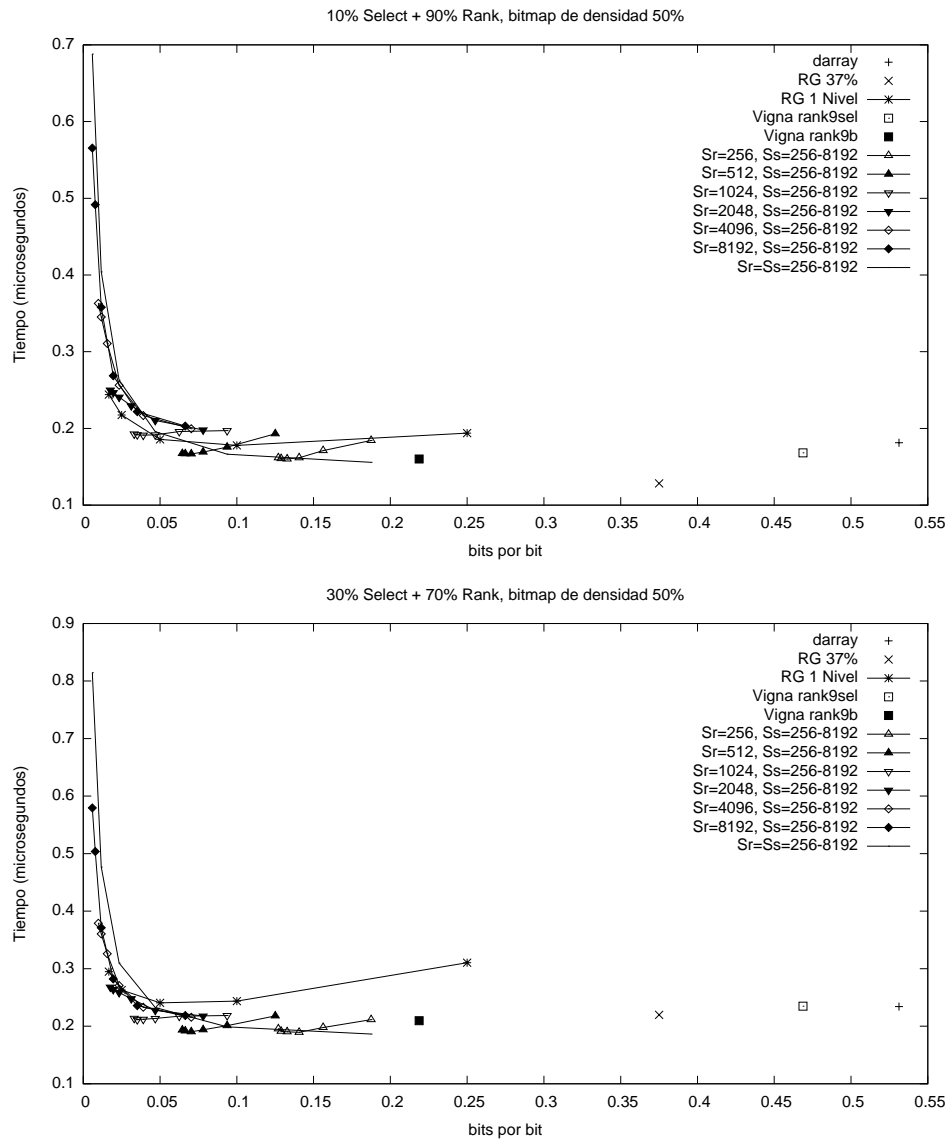 10% Select + 90% Rank, bitmap de densidad 50%
0.7
0.6
0.5
0.4
0.3
0.2
0.1
Tiempo (microsegundos)
darray
RG 37%
RG 1 Nivel
Vigna rank9sel
Vigna rank9b
Sr=256, Ss=256-8192
Sr=512, Ss=256-8192
Sr=1024, Ss=256-8192
Sr=2048, Ss=256-8192
Sr=4096, Ss=256-8192
Sr=8192, Ss=256-8192
Sr=Ss=256-8192
0 0.05 0.1 0.15 0.2 0.25 0.3 0.35 0.4 0.45 0.5 0.55
bits por bit
30% Select + 70% Rank, bitmap de densidad 50%
0.9
0.8
0.7
0.6
0.5
0.4
0.3
0.2
0.1
Tiempo (microsegundos)
darray
RG 37%
RG 1 Nivel
Vigna rank9sel
Vigna rank9b
Sr=256, Ss=256-8192
Sr=512, Ss=256-8192
Sr=1024, Ss=256-8192
Sr=2048, Ss=256-8192
Sr=4096, Ss=256-8192
Sr=8192, Ss=256-8192
Sr=Ss=256-8192
0 0.05 0.1 0.15 0.2 0.25 0.3 0.35 0.4 0.45 0.5 0.55
bits por bit